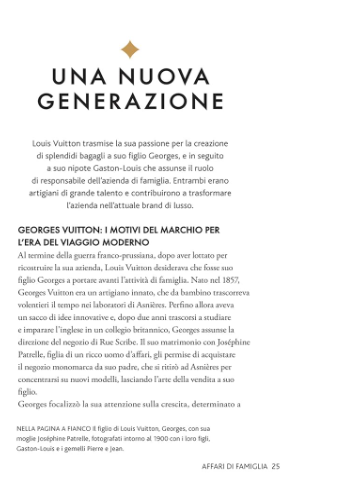 UNA NUOVA
GENERAZIONE
Louis Vuitton trasmise la sua passione per la creazione
di splendidi bagagli a suo figlio Georges, e in seguito
a suo nipote Gaston-Louis che assunse il ruolo
di responsabile dell'azienda di famiglia. Entrambi erano
artigiani di grande talento e contribuirono a trasformare
l'azienda nell'attuale brand di lusso.
GEORGES VUITTON: I MOTIVI DEL MARCHIO PER
L'ERA DEL VIAGGIO MODERNO
Al termine della guerra franco-prussiana, dopo aver lottato per
ricostruire la sua azienda, Louis Vuitton desiderava che fosse suo
figlio Georges a portare avanti l'attività di famiglia. Nato nel 1857,
Georges Vuitton era un artigiano innato, che da bambino trascorreva
volentieri il tempo nei laboratori di Asnières. Perfino allora aveva
un sacco di idee innovative e, dopo due anni trascorsi a studiare
e imparare l'inglese in un collegio britannico, Georges assunse la
direzione del negozio di Rue Scribe. Il suo matrimonio con Joséphine
Patrelle, figlia di un ricco uomo d'affari, gli permise di acquistare
il negozio monomarca da suo padre, che si ritirò ad Asnières per
concentrarsi su nuovi modelli, lasciando l'arte della vendita a suo
figlio.
Georges focalizzò la sua attenzione sulla crescita, determinato a
NELLA PAGINA A FIANCO Il figlio di Louis Vuitton, Georges, con sua
moglie Joséphine Patrelle, fotografati intorno al 1900 con i loro figli,
Gaston-Louis e i gemelli Pierre e Jean.
AFFARI DI FAMIGLIA 25